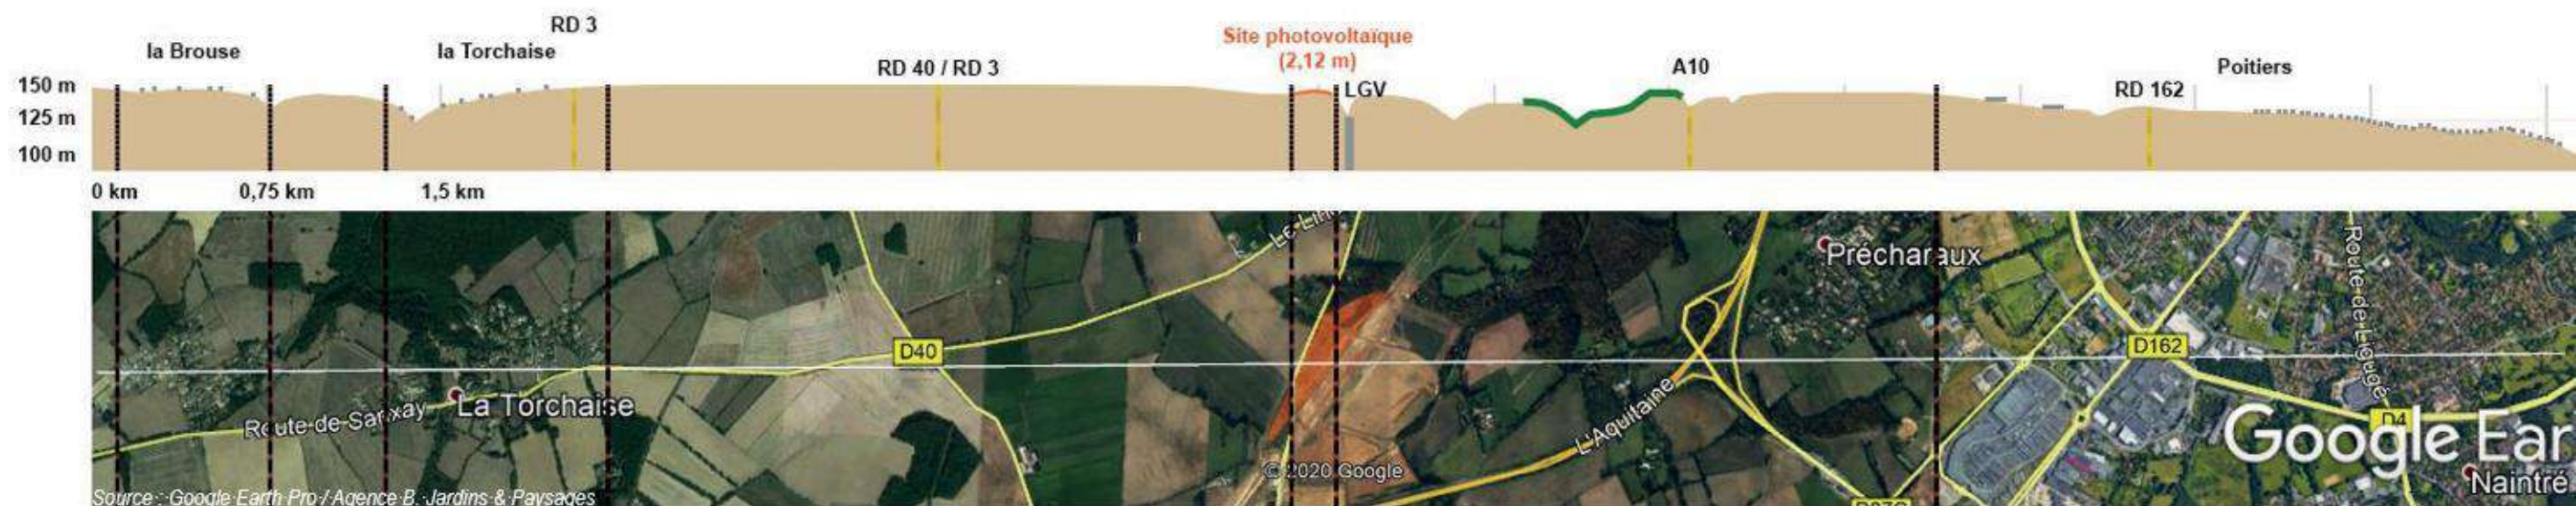 RD 3
la Brouse
la Torchaise
Site photovoltaïque
(2,12 m)
RD 40 / RD 3
A10
Poitiers
150 m
LGV
RD 162
125 m
100 m
0 km
0,75 km
1,5 km
Le Lin
Précharaux
Route de Ligugé
D40
D162
La Torchaise
Route de Sanxay
L'Aquitaine
D4
Google Ear
© 2020 Google
Naintré
Source : Google Earth Pro / Agence B. Jardins & Paysages